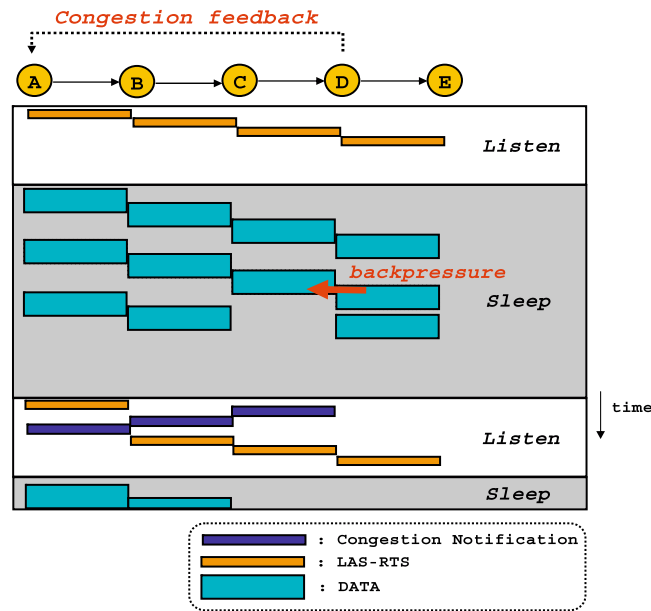 Congestion feedback
A B C D E
Listen
backpressure
Sleep
time
Listen
Sleep
: Congestion Notification
: LAS-RTS
: DATA